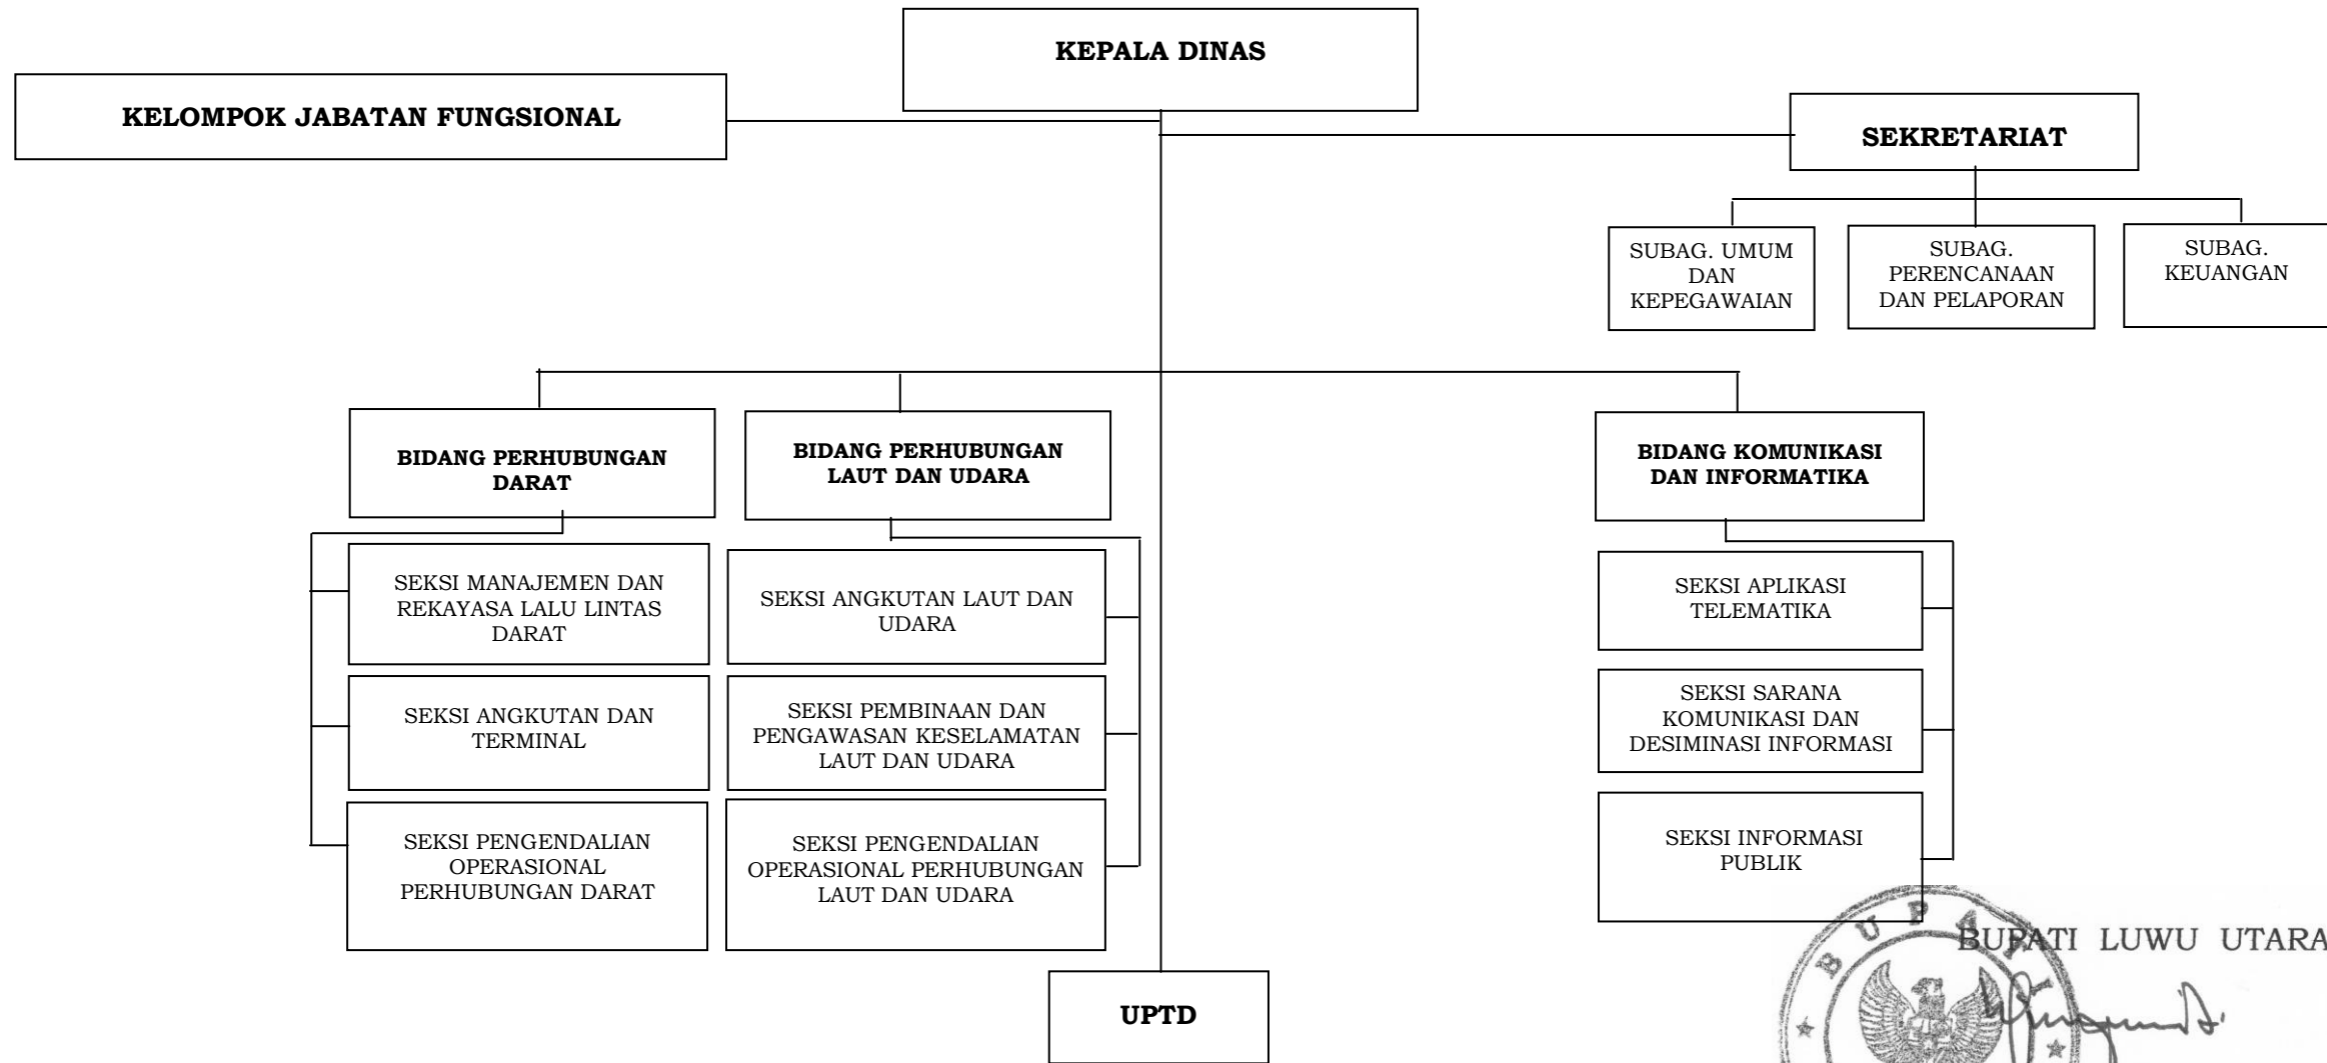 KEPALA DINAS
KELOMPOK JABATAN FUNGSIONAL
SEKRETARIAT
SUBAG. UMUM
DAN
KEPEGAWAIAN
SUBAG.
PERENCANAAN
DAN PELAPORAN
SUBAG.
KEUANGAN
BIDANG PERHUBUNGAN
DARAT
BIDANG PERHUBUNGAN
LAUT DAN UDARA
BIDANG KOMUNIKASI
DAN INFORMATIKA
SEKSI MANAJEMEN DAN
REKAYASA LALU LINTAS
DARAT
SEKSI ANGKUTAN DAN
TERMINAL
SEKSI PENGENDALIAN
OPERASIONAL
PERHUBUNGAN DARAT
SEKSI ANGKUTAN LAUT DAN
UDARA
SEKSI PEMBINAAN DAN
PENGAWASAN KESELAMATAN
LAUT DAN UDARA
SEKSI PENGENDALIAN
OPERASIONAL PERHUBUNGAN
LAUT DAN UDARA
SEKSI APLIKASI
TELEMATIKA
SEKSI SARANA
KOMUNIKASI DAN
DESIMINASI INFORMASI
SEKSI INFORMASI
PUBLIK
UPTD
BUPATI LUWU UTARA
BUPATI